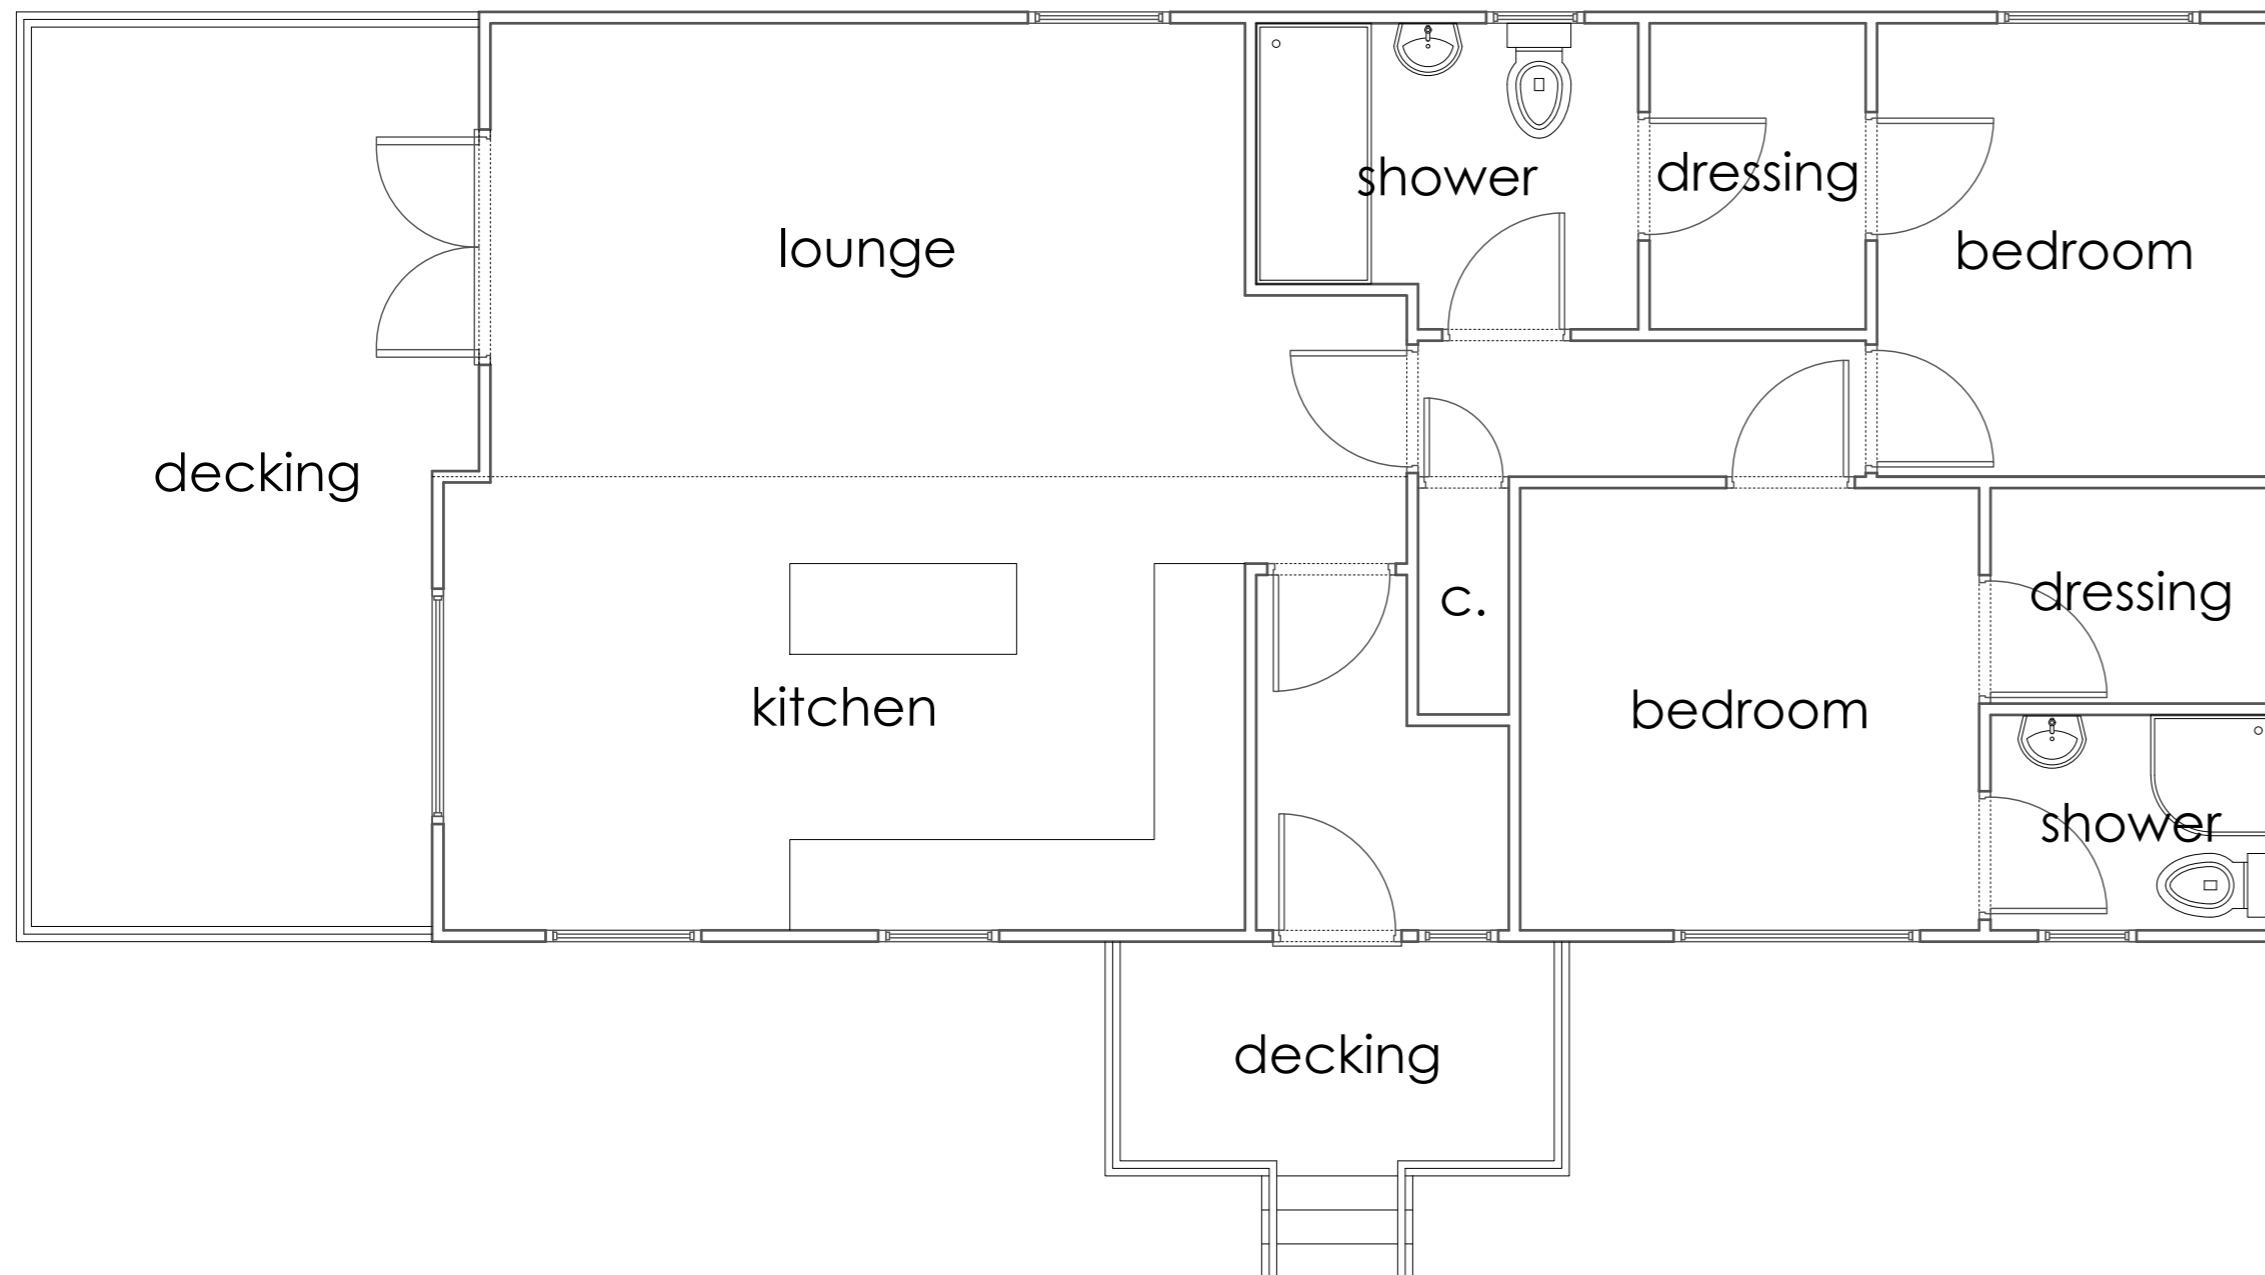 shower
dressing
lounge
bedroom
decking
c.
dressing
kitchen
bedroom
shower
decking